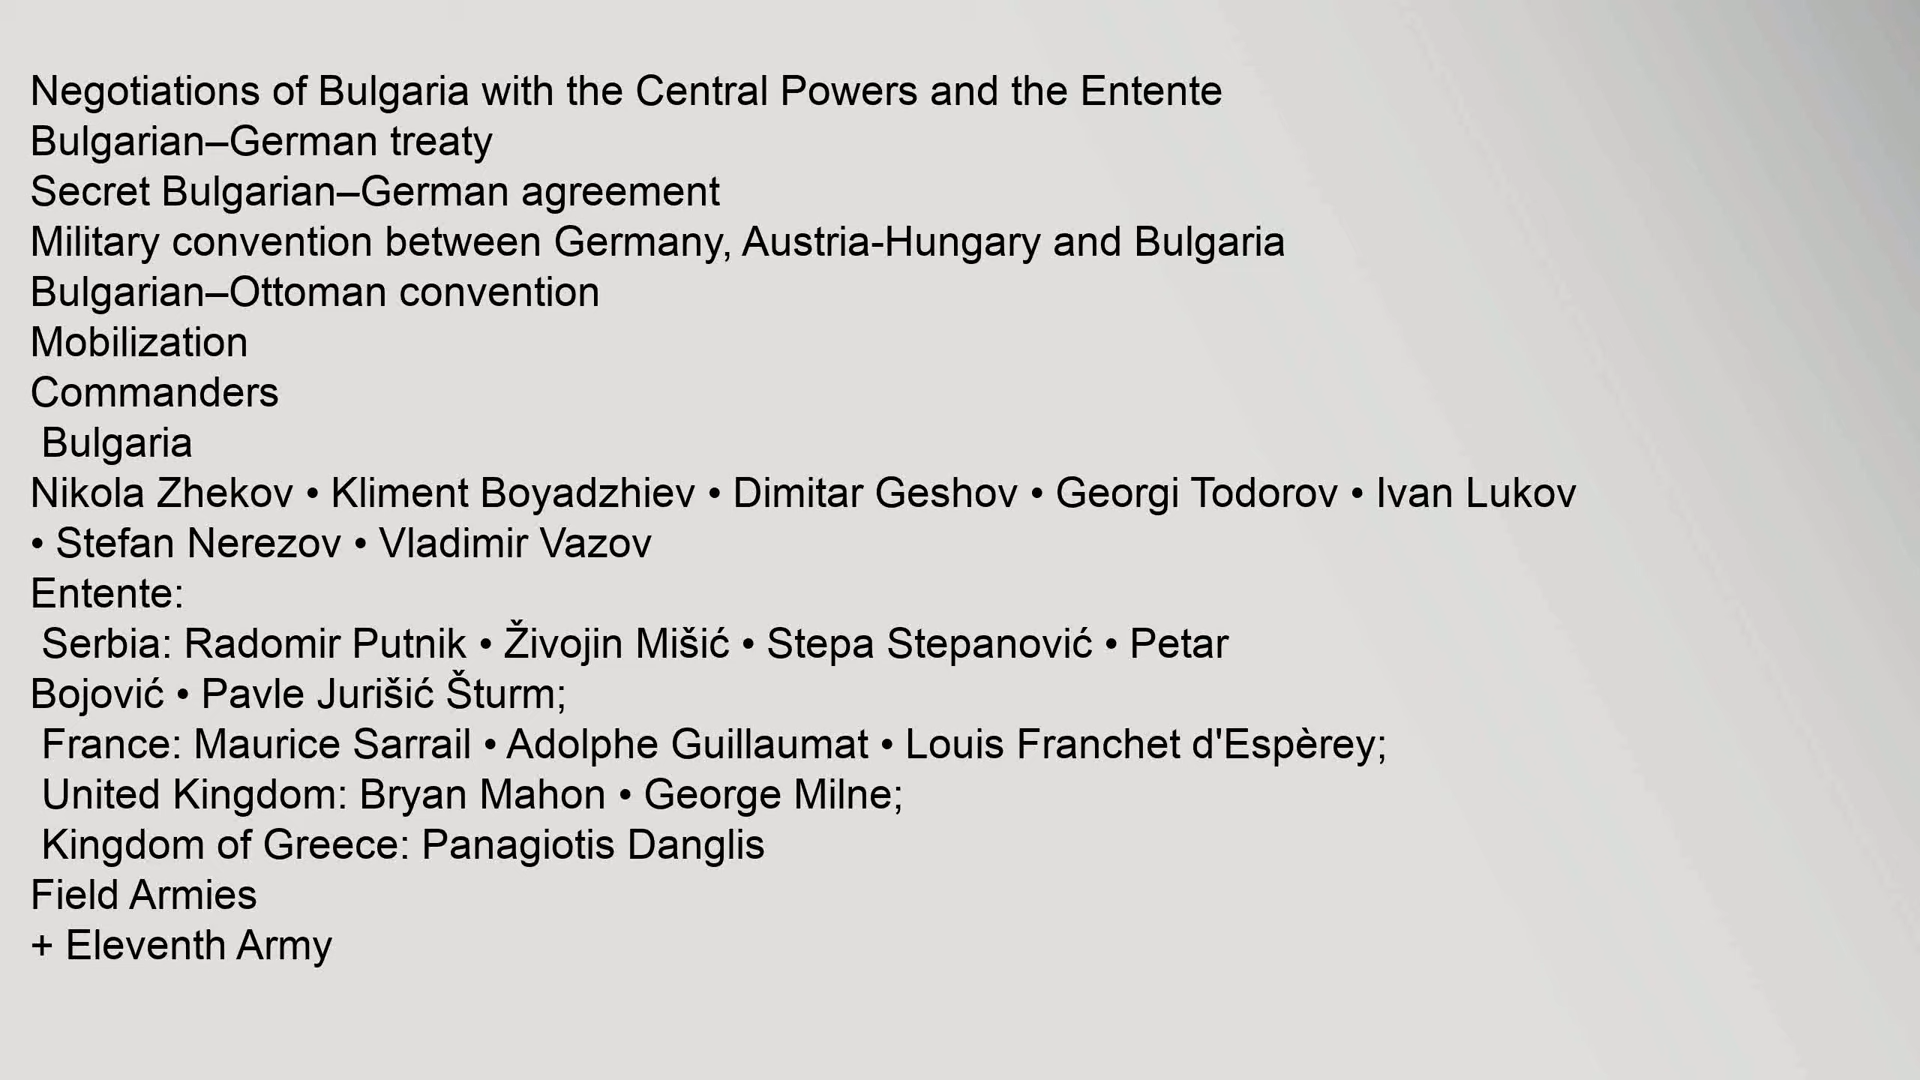 Negotiations of Bulgaria with the Central Powers and the Entente
Bulgarian–German treaty
Secret Bulgarian–German agreement
Military convention between Germany, Austria-Hungary and Bulgaria
Bulgarian–Ottoman convention
Mobilization
Commanders
Bulgaria
Nikola Zhekov • Kliment Boyadzhiev • Dimitar Geshov • Georgi Todorov • Ivan Lukov
• Stefan Nerezov • Vladimir Vazov
Entente:
Serbia: Radomir Putnik • Živojin Mišić • Stepa Stepanović • Petar
Bojović • Pavle Jurišić Šturm;
France: Maurice Sarrail • Adolphe Guillaumat • Louis Franchet d'Espèrey;
United Kingdom: Bryan Mahon • George Milne;
Kingdom of Greece: Panagiotis Danglis
Field Armies
+ Eleventh Army